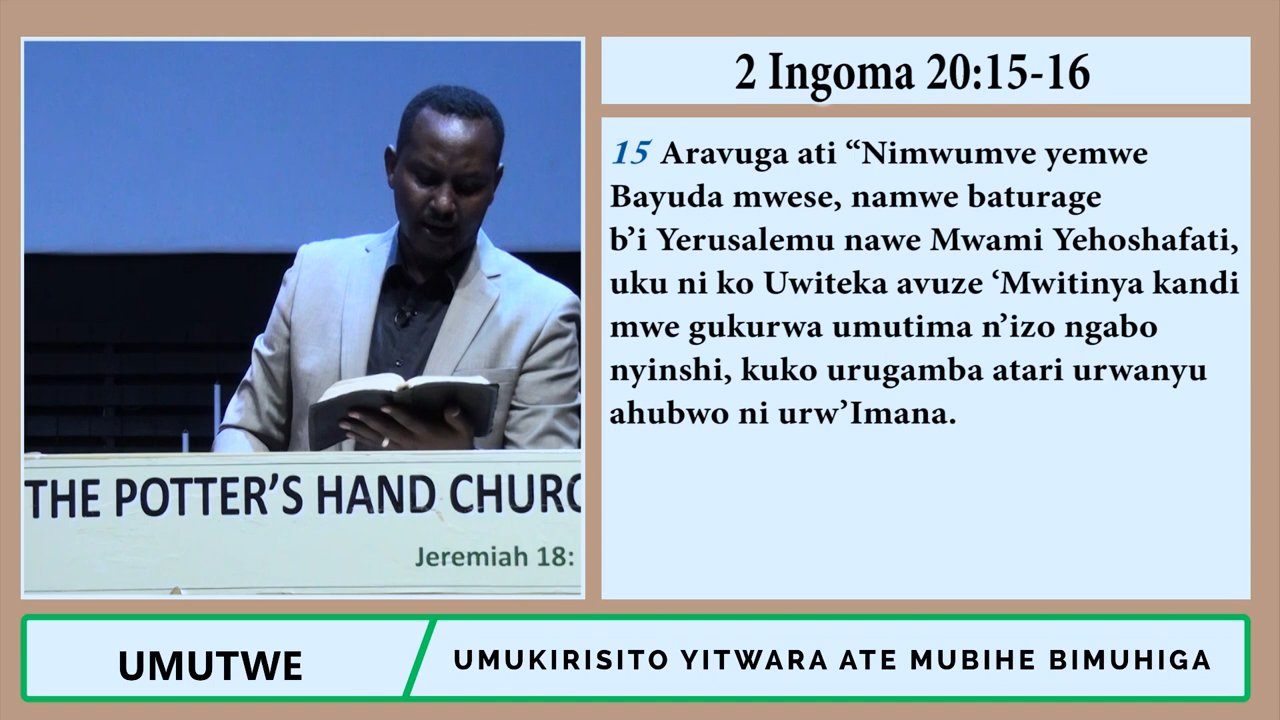 2 Ingoma 20:15-16
15 Aravuga ati “Nimwumve yemwe
Bayuda mwese, namwe baturage
b’i Yerusalemu nawe Mwami Yehoshafati,
uku ni ko Uwiteka avuze ‘Mwitinya kandi
mwe gukurwa umutima n’izo ngabo
nyinshi, kuko urugamba atari urwanyu
ahubwo ni urw’Imana.
THE POTTER’S HAND CHURC
Jeremiah 18:
UMUTWE
UMUKIRISITO YITWARA ATE MUBIHE BIMUHIGA